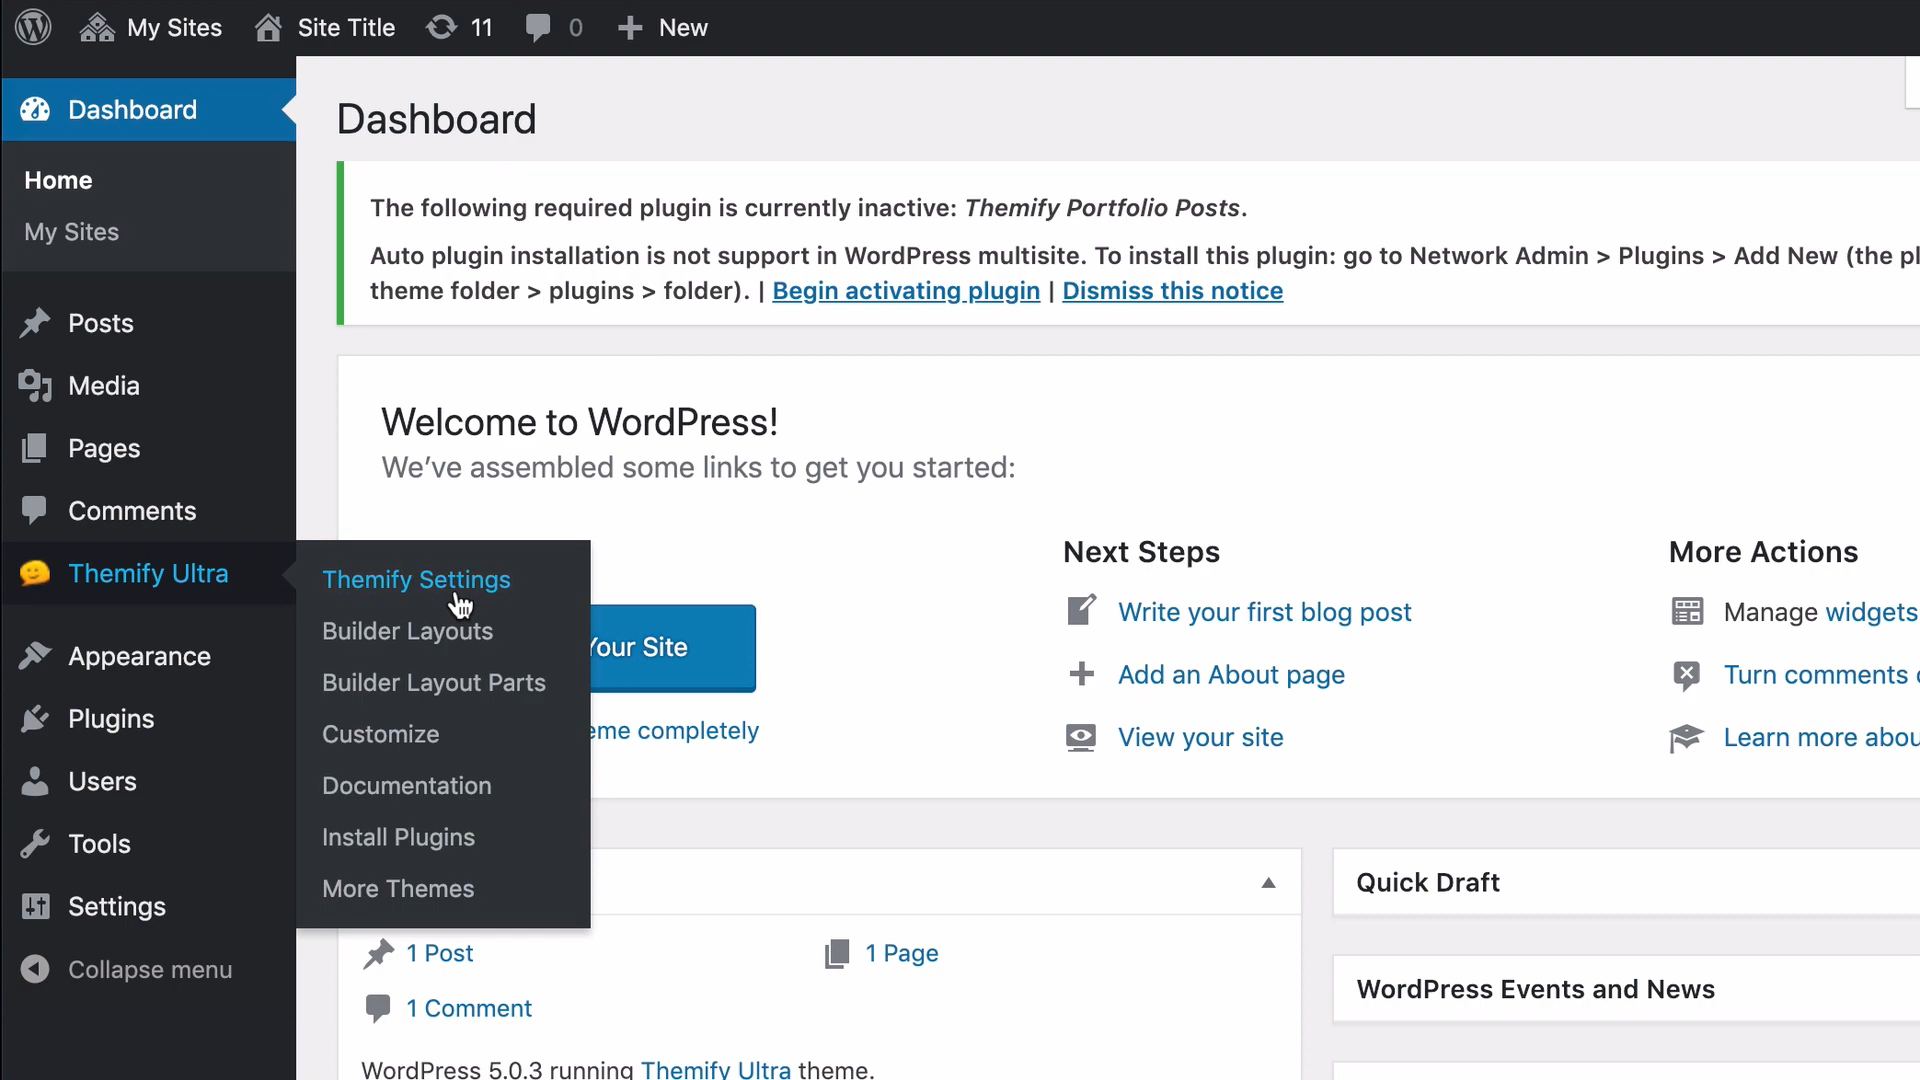 My Sites
Site Title
11
0
New
Dashboard
Home
My Sites
Posts
Media
Pages
Comments
Themify Ultra
Appearance
Plugins
Users
Tools
Settings
Collapse menu
Themify Settings
Builder Layouts
Builder Layout Parts
Customize
Documentation
Install Plugins
More Themes
Dashboard
The following required plugin is currently inactive: Themify Portfolio Posts.
Auto plugin installation is not support in WordPress multisite. To install this plugin: go to Network Admin > Plugins > Add New (the
theme folder > plugins > folder). | Begin activating plugin | Dismiss this notice
Welcome to WordPress!
We've assembled some links to get you started:
Your Site
completely
Next Steps
Write your first blog post
Add an About page
View your site
More Actions
Manage widgets
Turn comments
Learn more
1 Post
1 Page
1 Comment
WordPress 5.0.3 running Themify Ultra theme.
Quick Draft
WordPress Events and News